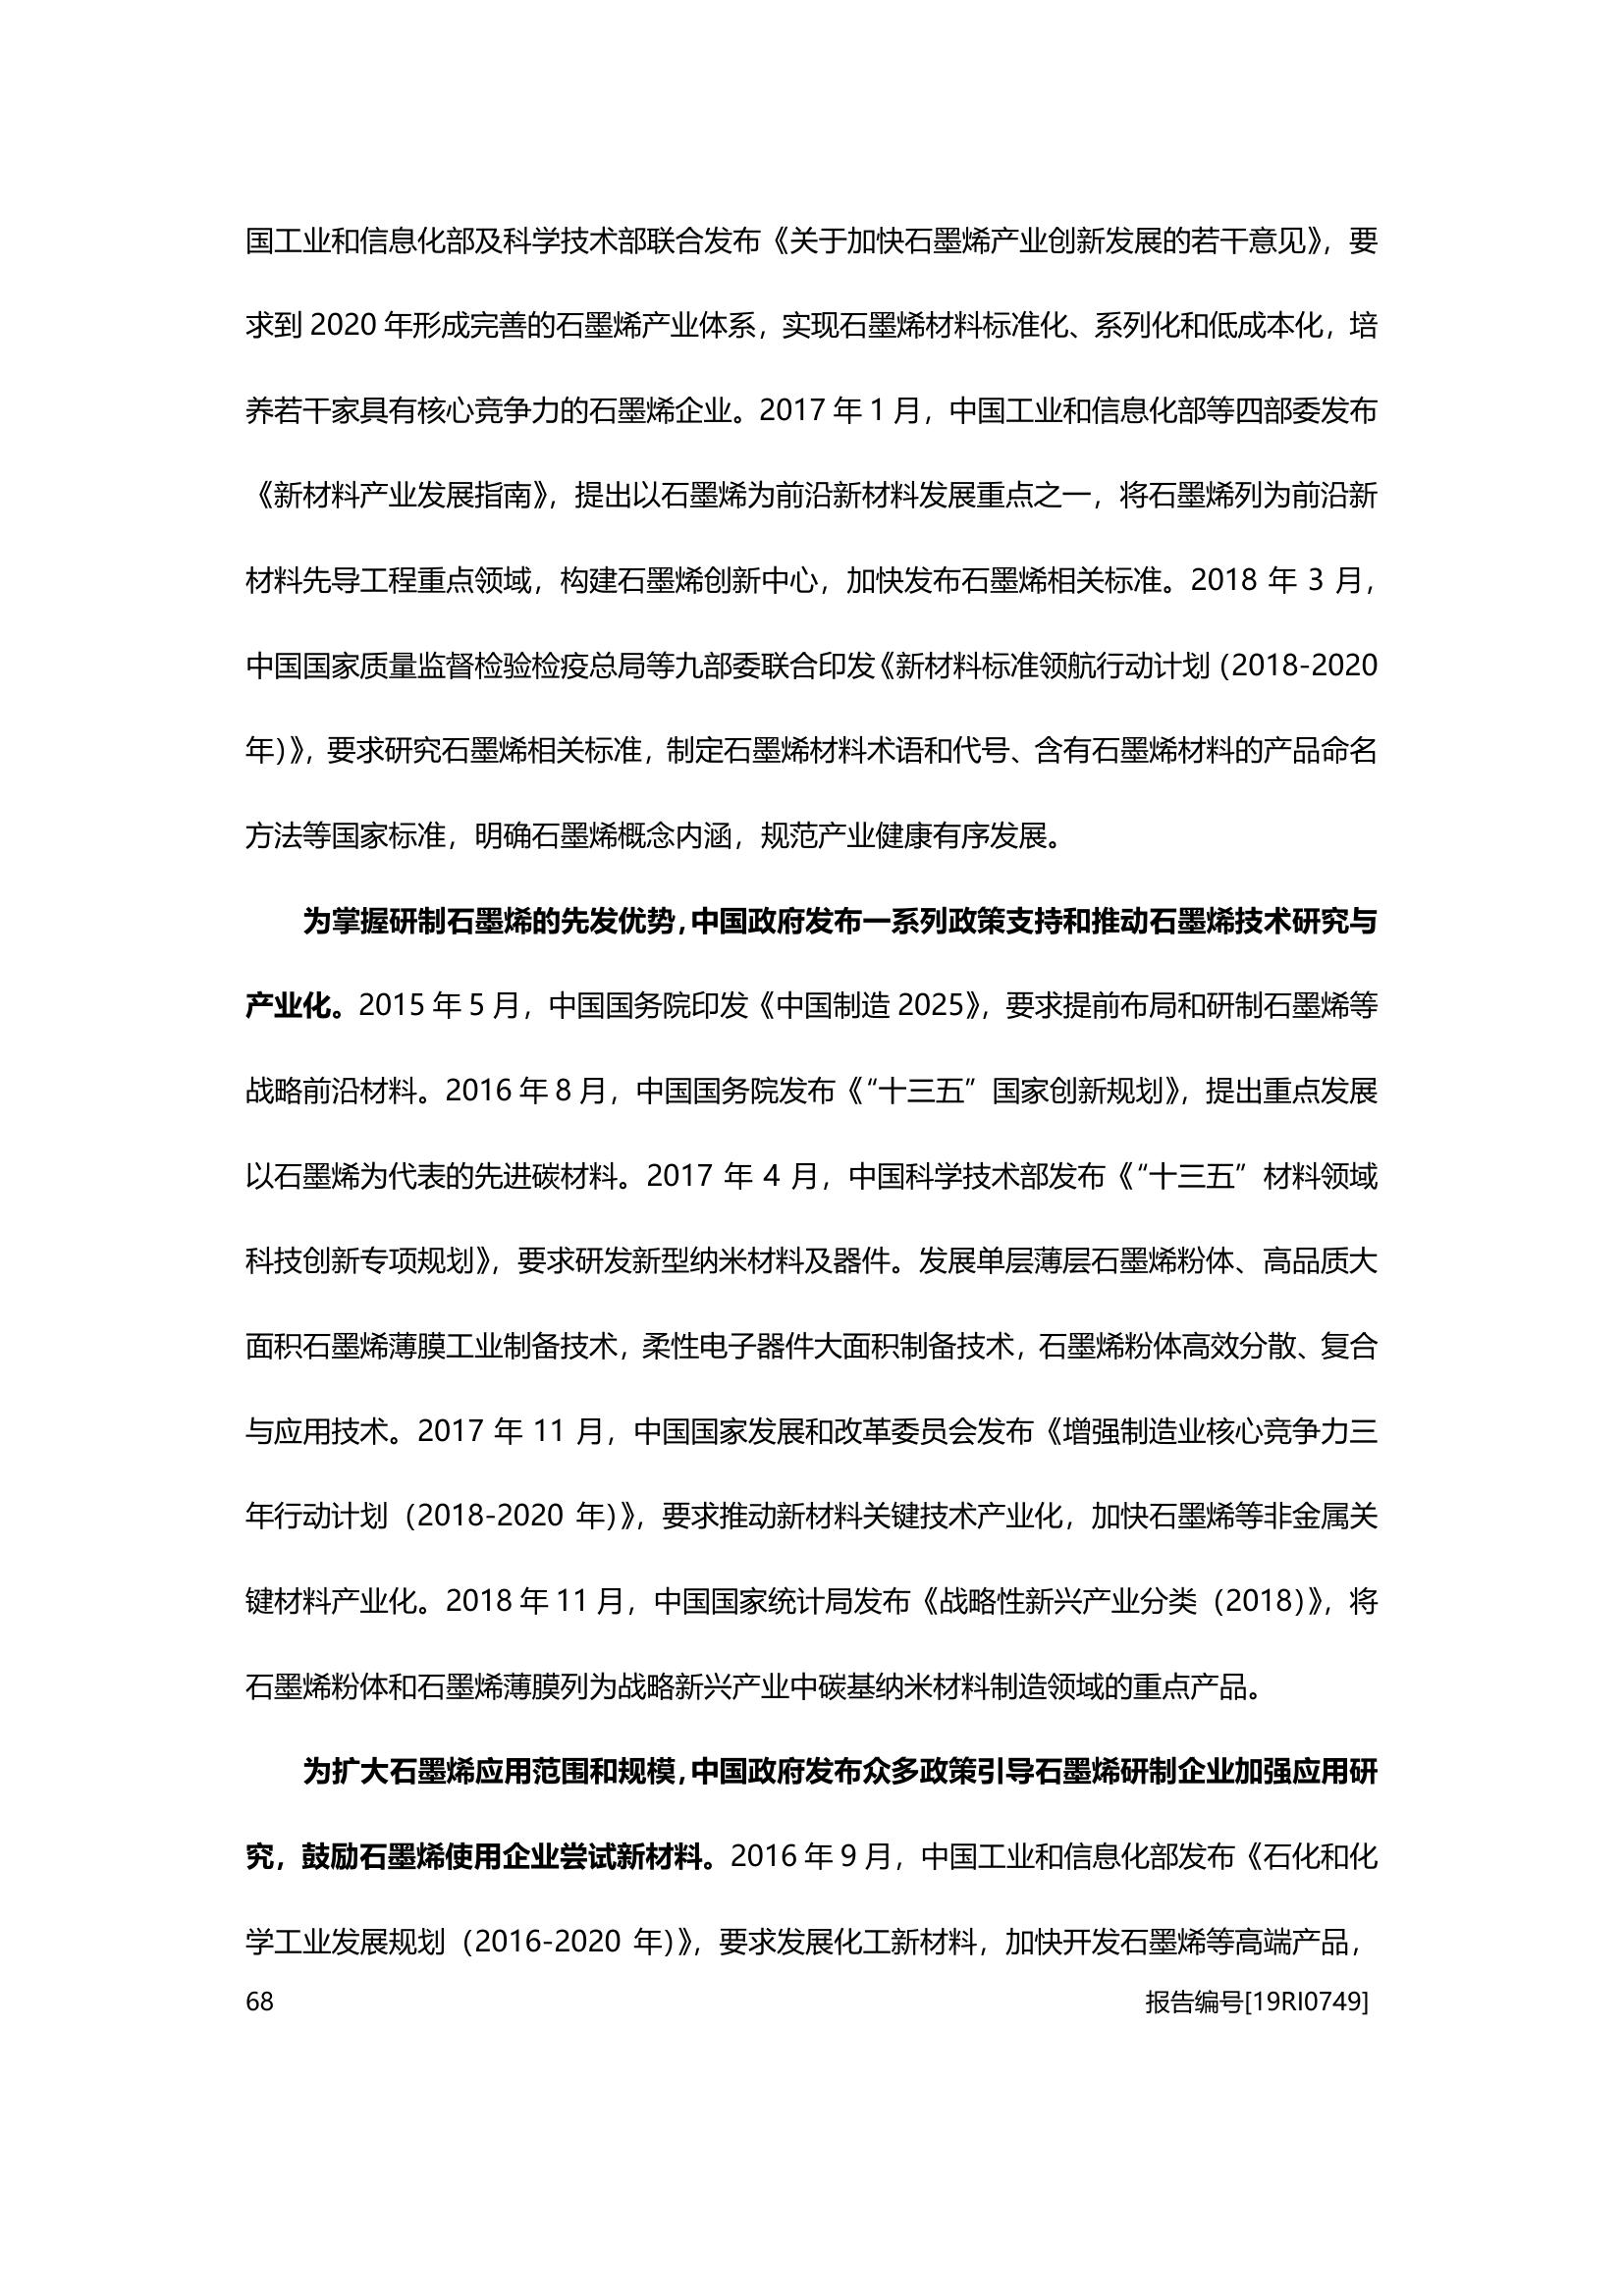 国工业和信息化部及科学技术部联合发布《关于加快石墨烯产业创新发展的若干意见》，要
求到 2020 年形成完善的石墨烯产业体系，实现石墨烯材料标准化、系列化和低成本化，培
养若干家具有核心竞争力的石墨烯企业。2017 年 1 月，中国工业和信息化部等四部委发布
《新材料产业发展指南》，提出以石墨烯为前沿新材料发展重点之一，将石墨烯列为前沿新
材料先导工程重点领域，构建石墨烯创新中心，加快发布石墨烯相关标准。2018 年 3 月，
中国国家质量监督检验检疫总局等九部委联合印发《新材料标准领航行动计划（2018-2020
年）》，要求研究石墨烯相关标准，制定石墨烯材料术语和代号、含有石墨烯材料的产品命名
方法等国家标准，明确石墨烯概念内涵，规范产业健康有序发展。
为掌握研制石墨烯的先发优势，中国政府发布一系列政策支持和推动石墨烯技术研究与
产业化。2015 年 5 月，中国国务院印发《中国制造 2025》，要求提前布局和研制石墨烯等
战略前沿材料。2016 年 8 月，中国国务院发布《“十三五”国家创新规划》，提出重点发展
以石墨烯为代表的先进碳材料。2017 年 4 月，中国科学技术部发布《“十三五”材料领域
科技创新专项规划》，要求研发新型纳米材料及器件。发展单层薄层石墨烯粉体、高品质大
面积石墨烯薄膜工业制备技术，柔性电子器件大面积制备技术，石墨烯粉体高效分散、复合
与应用技术。2017 年 11 月，中国国家发展和改革委员会发布《增强制造业核心竞争力三
年行动计划（2018-2020 年）》，要求推动新材料关键技术产业化，加快石墨烯等非金属关
键材料产业化。2018 年 11 月，中国国家统计局发布《战略性新兴产业分类（2018）》，将
石墨烯粉体和石墨烯薄膜列为战略新兴产业中碳基纳米材料制造领域的重点产品。
为扩大石墨烯应用范围和规模，中国政府发布众多政策引导石墨烯研制企业加强应用研
究，鼓励石墨烯使用企业尝试新材料。2016 年 9 月，中国工业和信息化部发布《石化和化
学工业发展规划（2016-2020 年）》，要求发展化工新材料，加快开发石墨烯等高端产品，
68 报告编号[19RI0749]